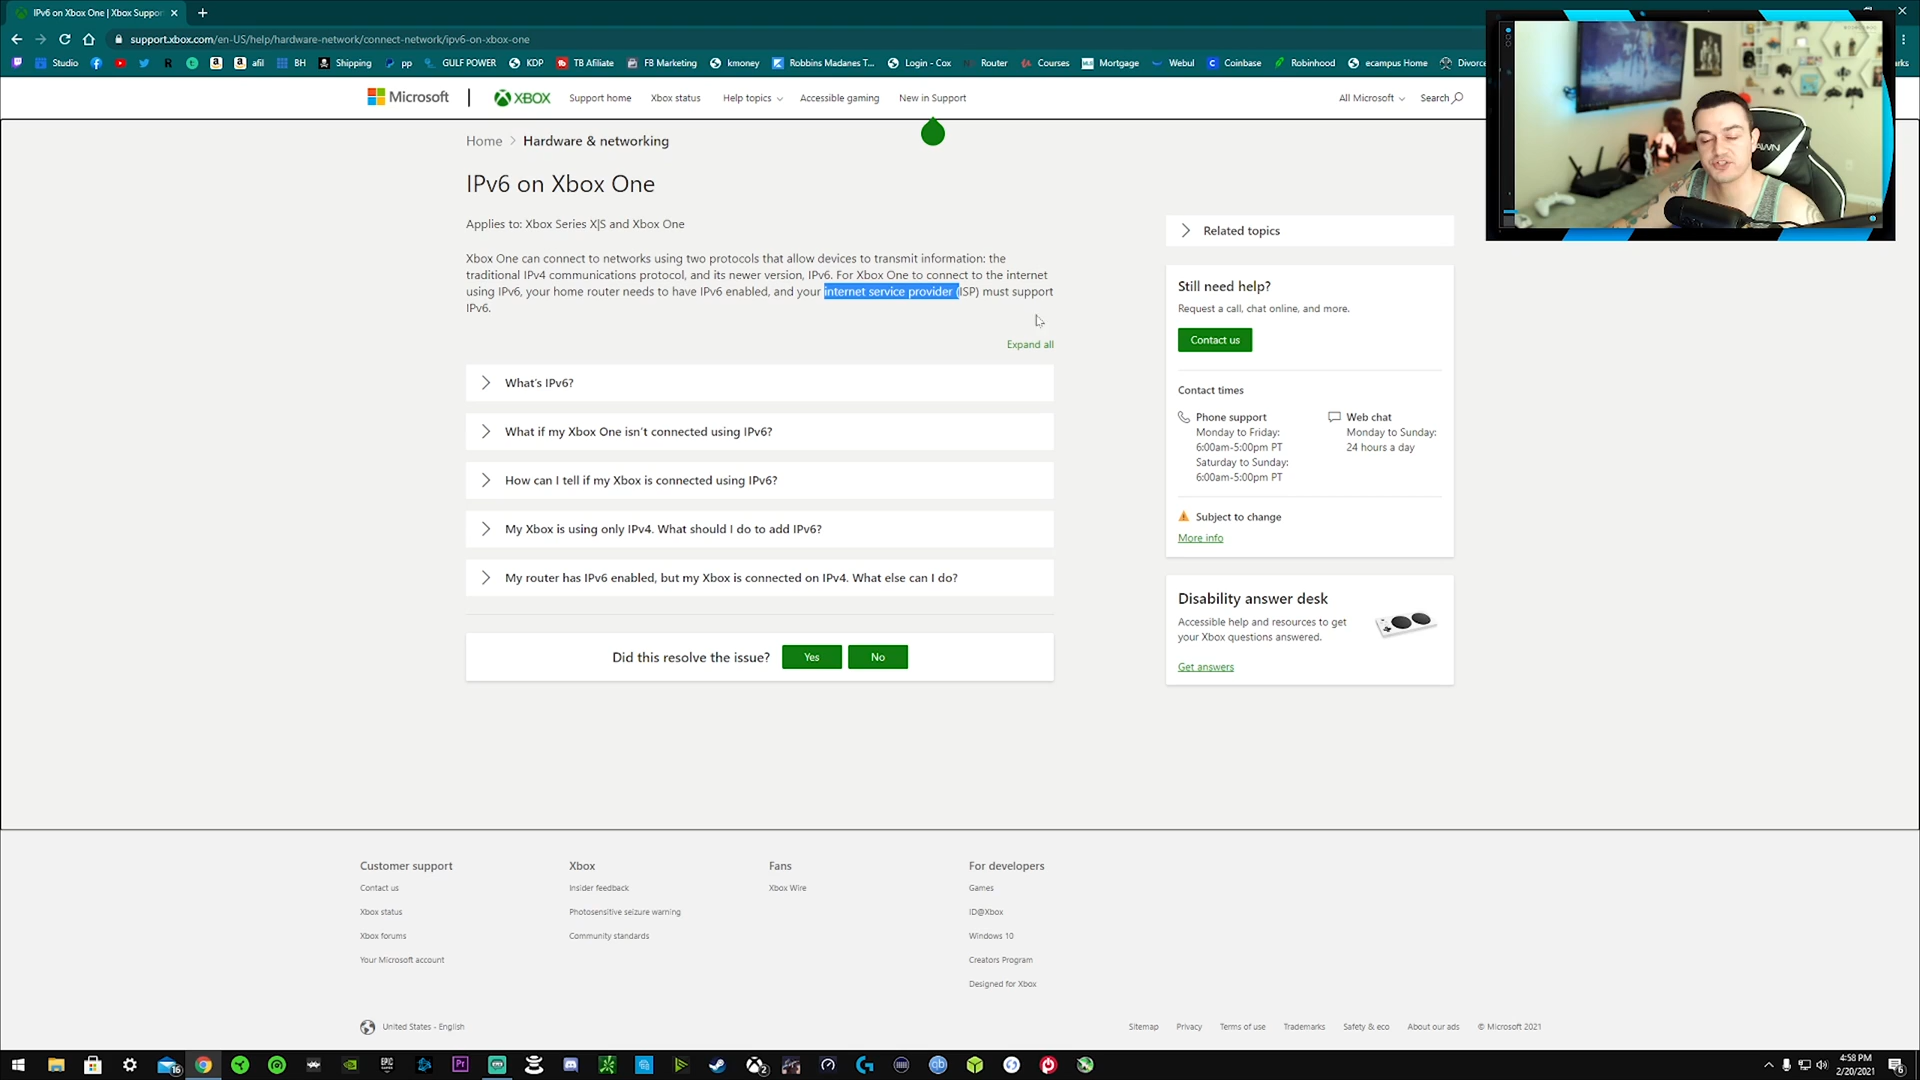 IPv6 on Xbox One | Xbox Suppor
support.xbox.com/en-US/help/hardware-network/connect-network/ipv6-on-xbox-one
Studio afil BH Shipping pp GULF POWER KDP TB Afiliate FB Marketing kmoney Robbins Madanes T... Login - Cox Router Courses Mortgage Webul Coinbase Robinhood ecampus Home Divorce
Microsoft | XBOX Support home Xbox status Help topics Accessible gaming New in Support All Microsoft Search
Home > Hardware & networking
IPv6 on Xbox One
Applies to: Xbox Series X|S and Xbox One
Xbox One can connect to networks using two protocols that allow devices to transmit information: the
traditional IPv4 communications protocol, and its newer version, IPv6. For Xbox One to connect to the internet
using IPv6, your home router needs to have IPv6 enabled, and your internet service provider (ISP) must support
IPv6.
Expand all
What's IPv6?
What if my Xbox One isn't connected using IPv6?
How can I tell if my Xbox is connected using IPv6?
My Xbox is using only IPv4. What should I do to add IPv6?
My router has IPv6 enabled, but my Xbox is connected on IPv4. What else can I do?
Did this resolve the issue? Yes No
Related topics
Still need help?
Request a call, chat online, and more.
Contact us
Contact times
Phone support
Monday to Friday:
6:00am-5:00pm PT
Saturday to Sunday:
6:00am-5:00pm PT
Web chat
Monday to Sunday:
24 hours a day
Subject to change
More info
Disability answer desk
Accessible help and resources to get
your Xbox questions answered.
Get answers
Customer support
Contact us
Xbox status
Xbox forums
Your Microsoft account
Xbox
Insider feedback
Photosensitive seizure warning
Community standards
Fans
Xbox Wire
For developers
Games
ID@Xbox
Windows 10
Creators Program
Designed for Xbox
United States - English
Sitemap Privacy Terms of use Trademarks Safety & eco About our ads © Microsoft 2021
4:58 PM
2/20/2021